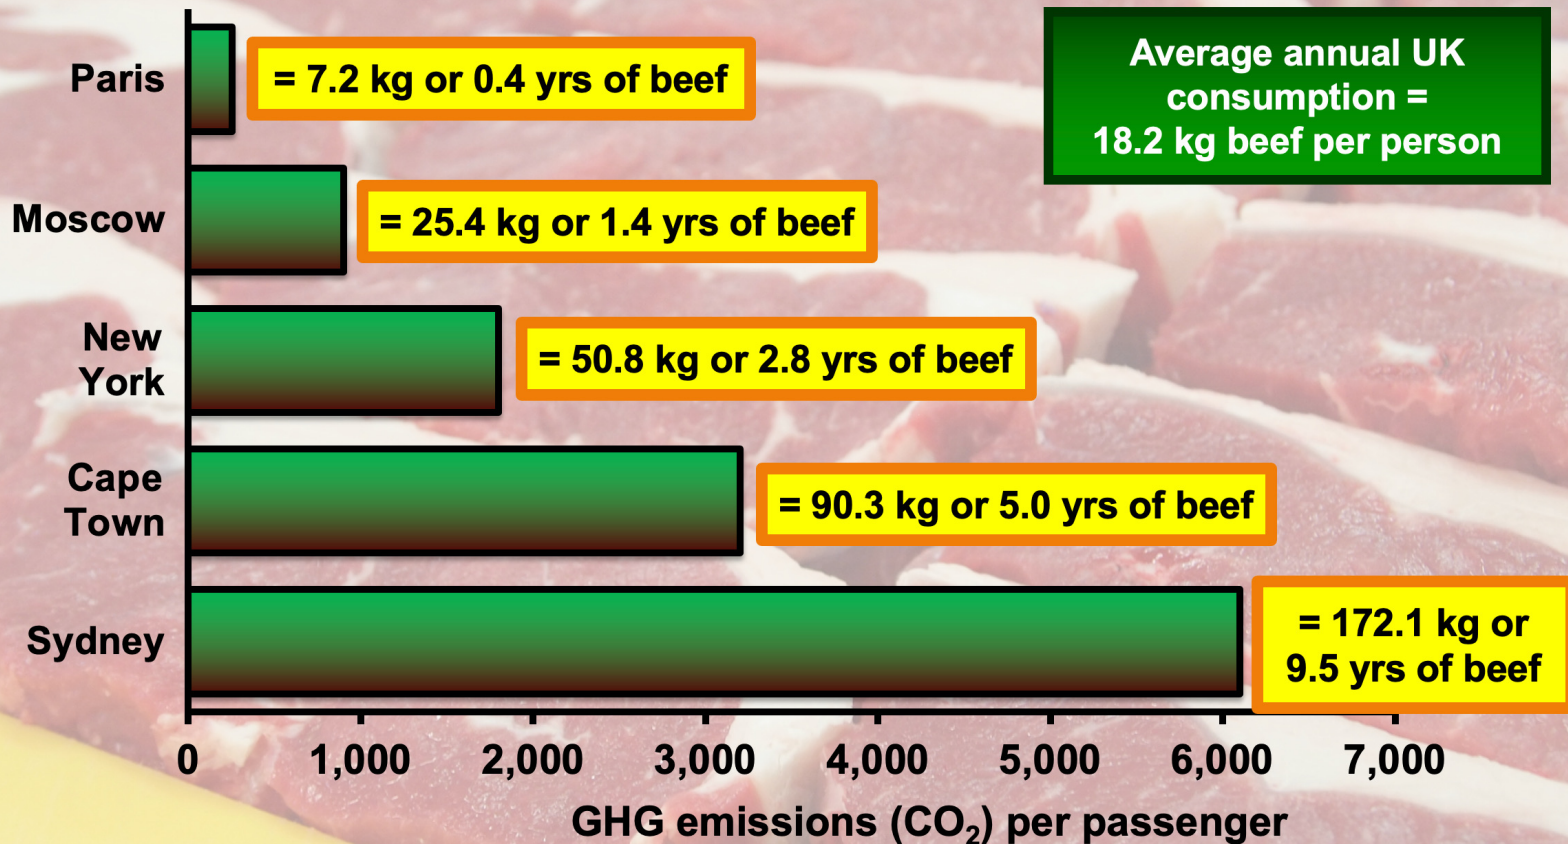 Paris
= 7.2 kg or 0.4 yrs of beef
Average annual UK
consumption =
18.2 kg beef per person
Moscow
= 25.4 kg or 1.4 yrs of beef
New
York
= 50.8 kg or 2.8 yrs of beef
Cape
Town
= 90.3 kg or 5.0 yrs of beef
Sydney
= 172.1 kg or
9.5 yrs of beef
0 1,000 2,000 3,000 4,000 5,000 6,000 7,000
GHG emissions (CO₂) per passenger